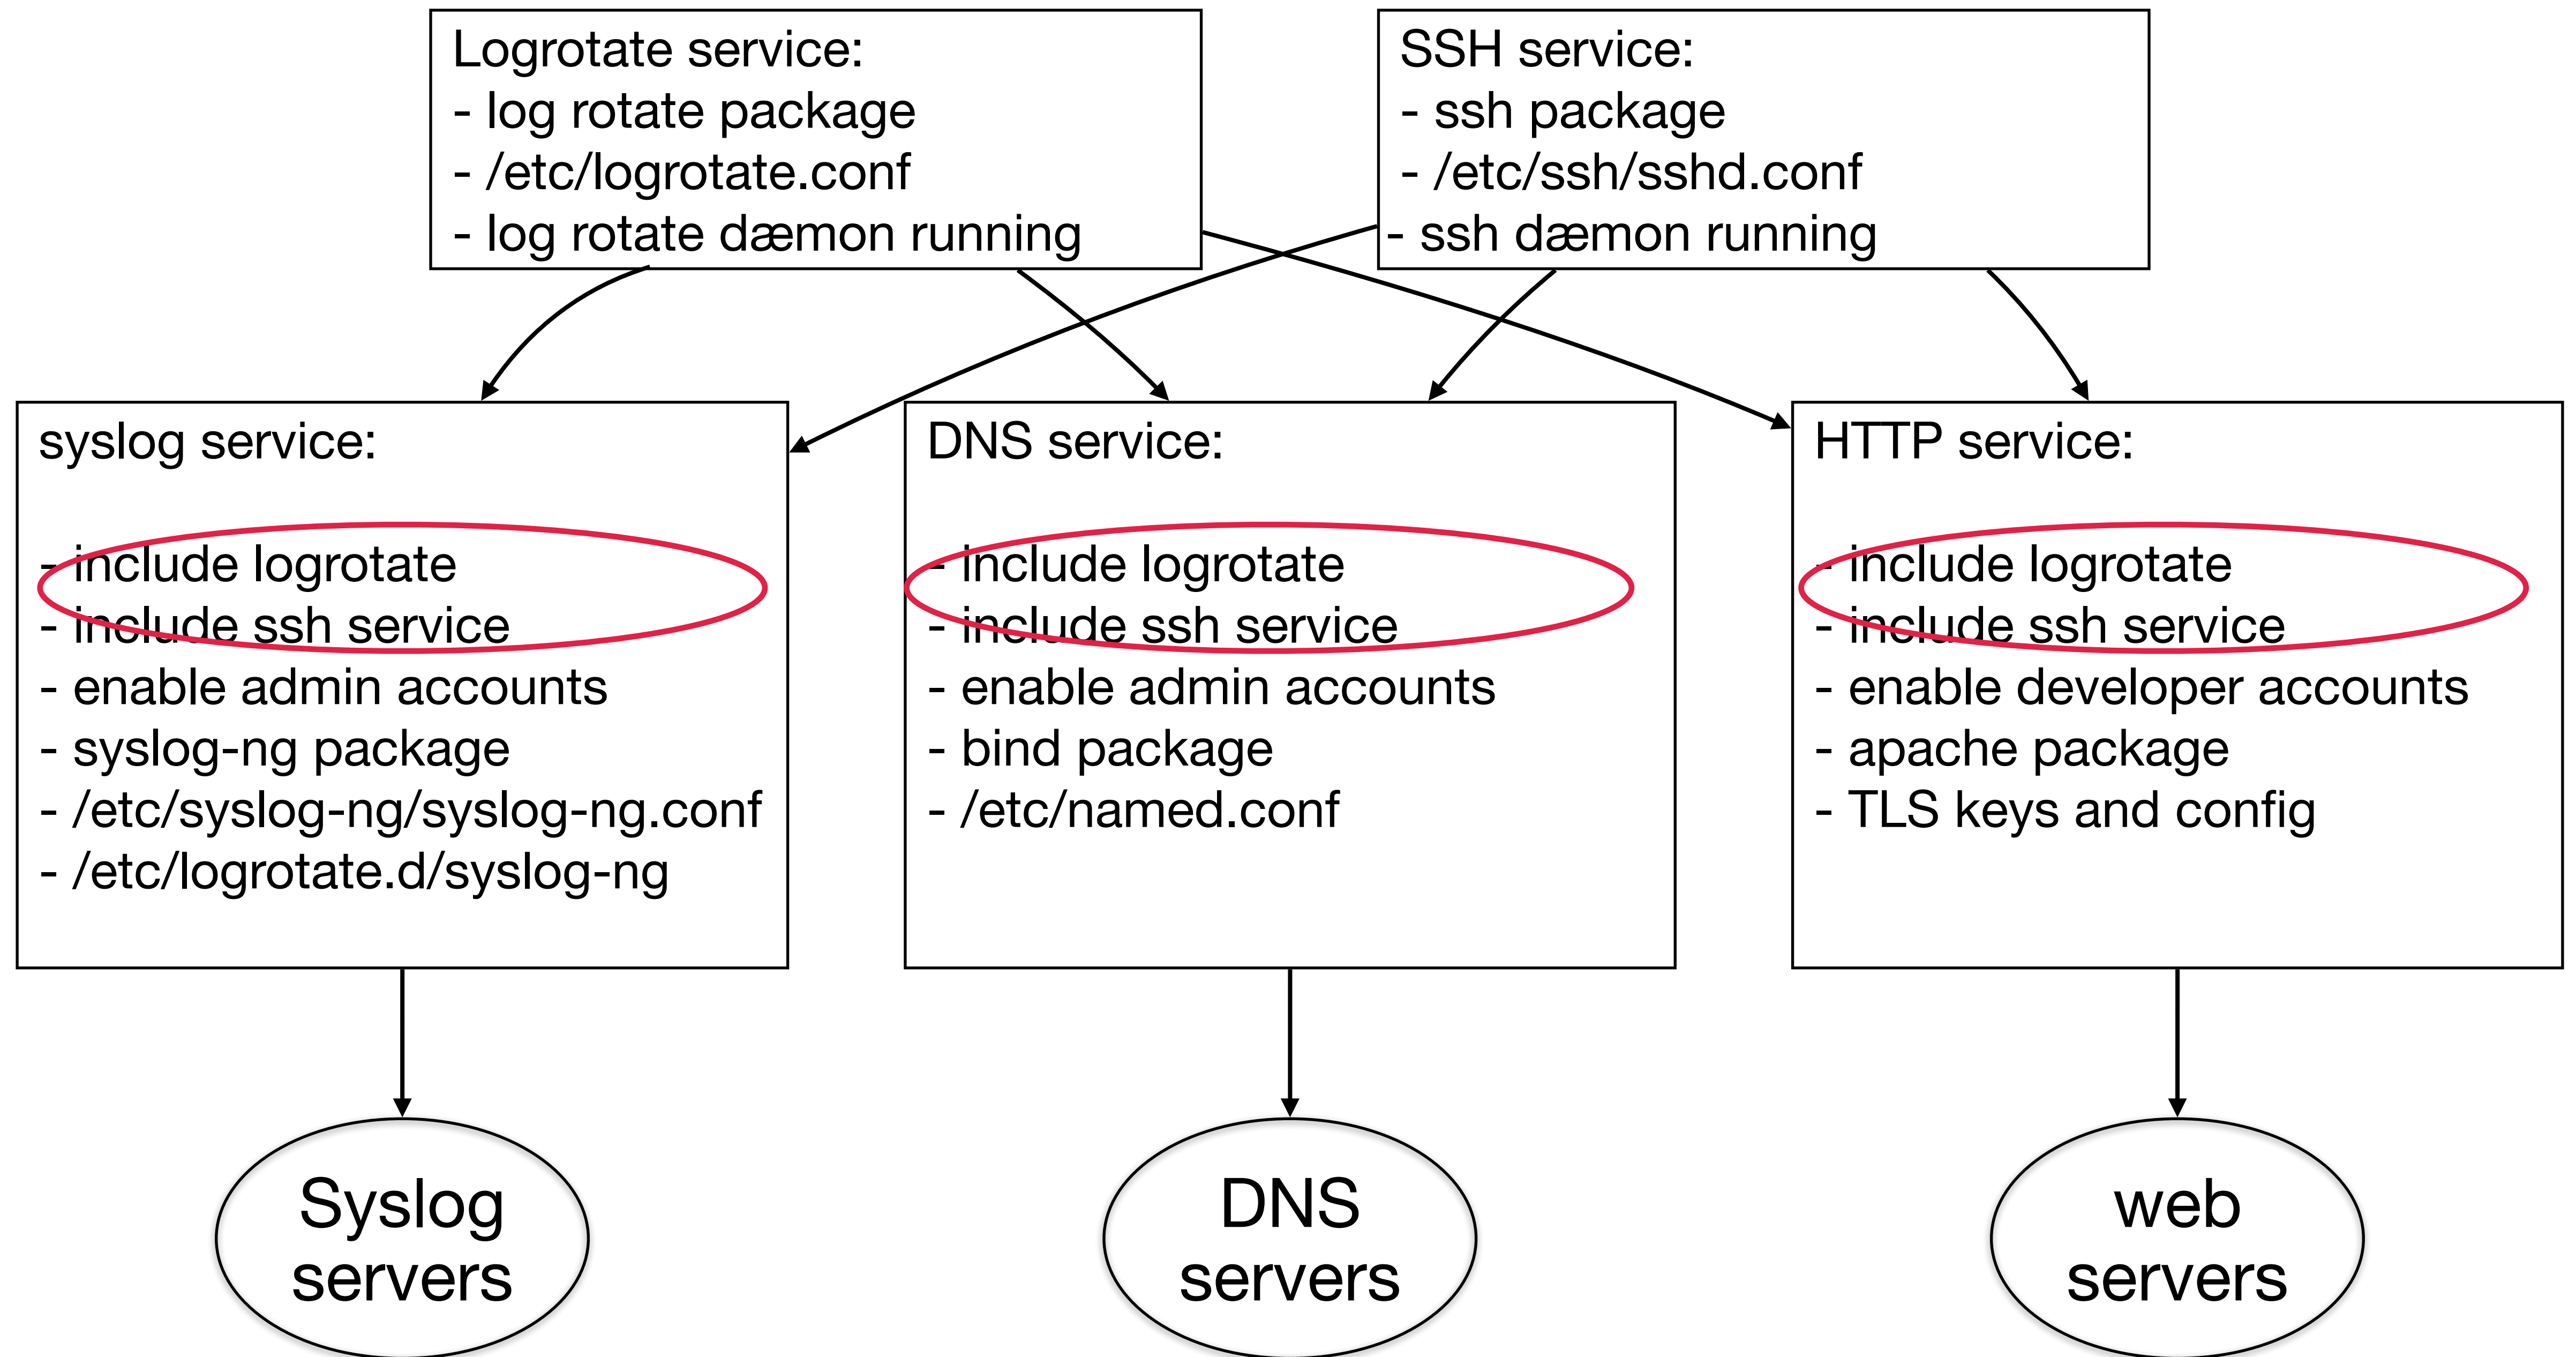 Logrotate service:
- log rotate package
- /etc/logrotate.conf
- log rotate dæmon running
SSH service:
- ssh package
- /etc/ssh/sshd.conf
- ssh dæmon running
syslog service:
- include logrotate
- include ssh service
- enable admin accounts
- syslog-ng package
- /etc/syslog-ng/syslog-ng.conf
- /etc/logrotate.d/syslog-ng
DNS service:
- include logrotate
- include ssh service
- enable admin accounts
- bind package
- /etc/named.conf
HTTP service:
- include logrotate
- include ssh service
- enable developer accounts
- apache package
- TLS keys and config
Syslog
servers
DNS
servers
web
servers